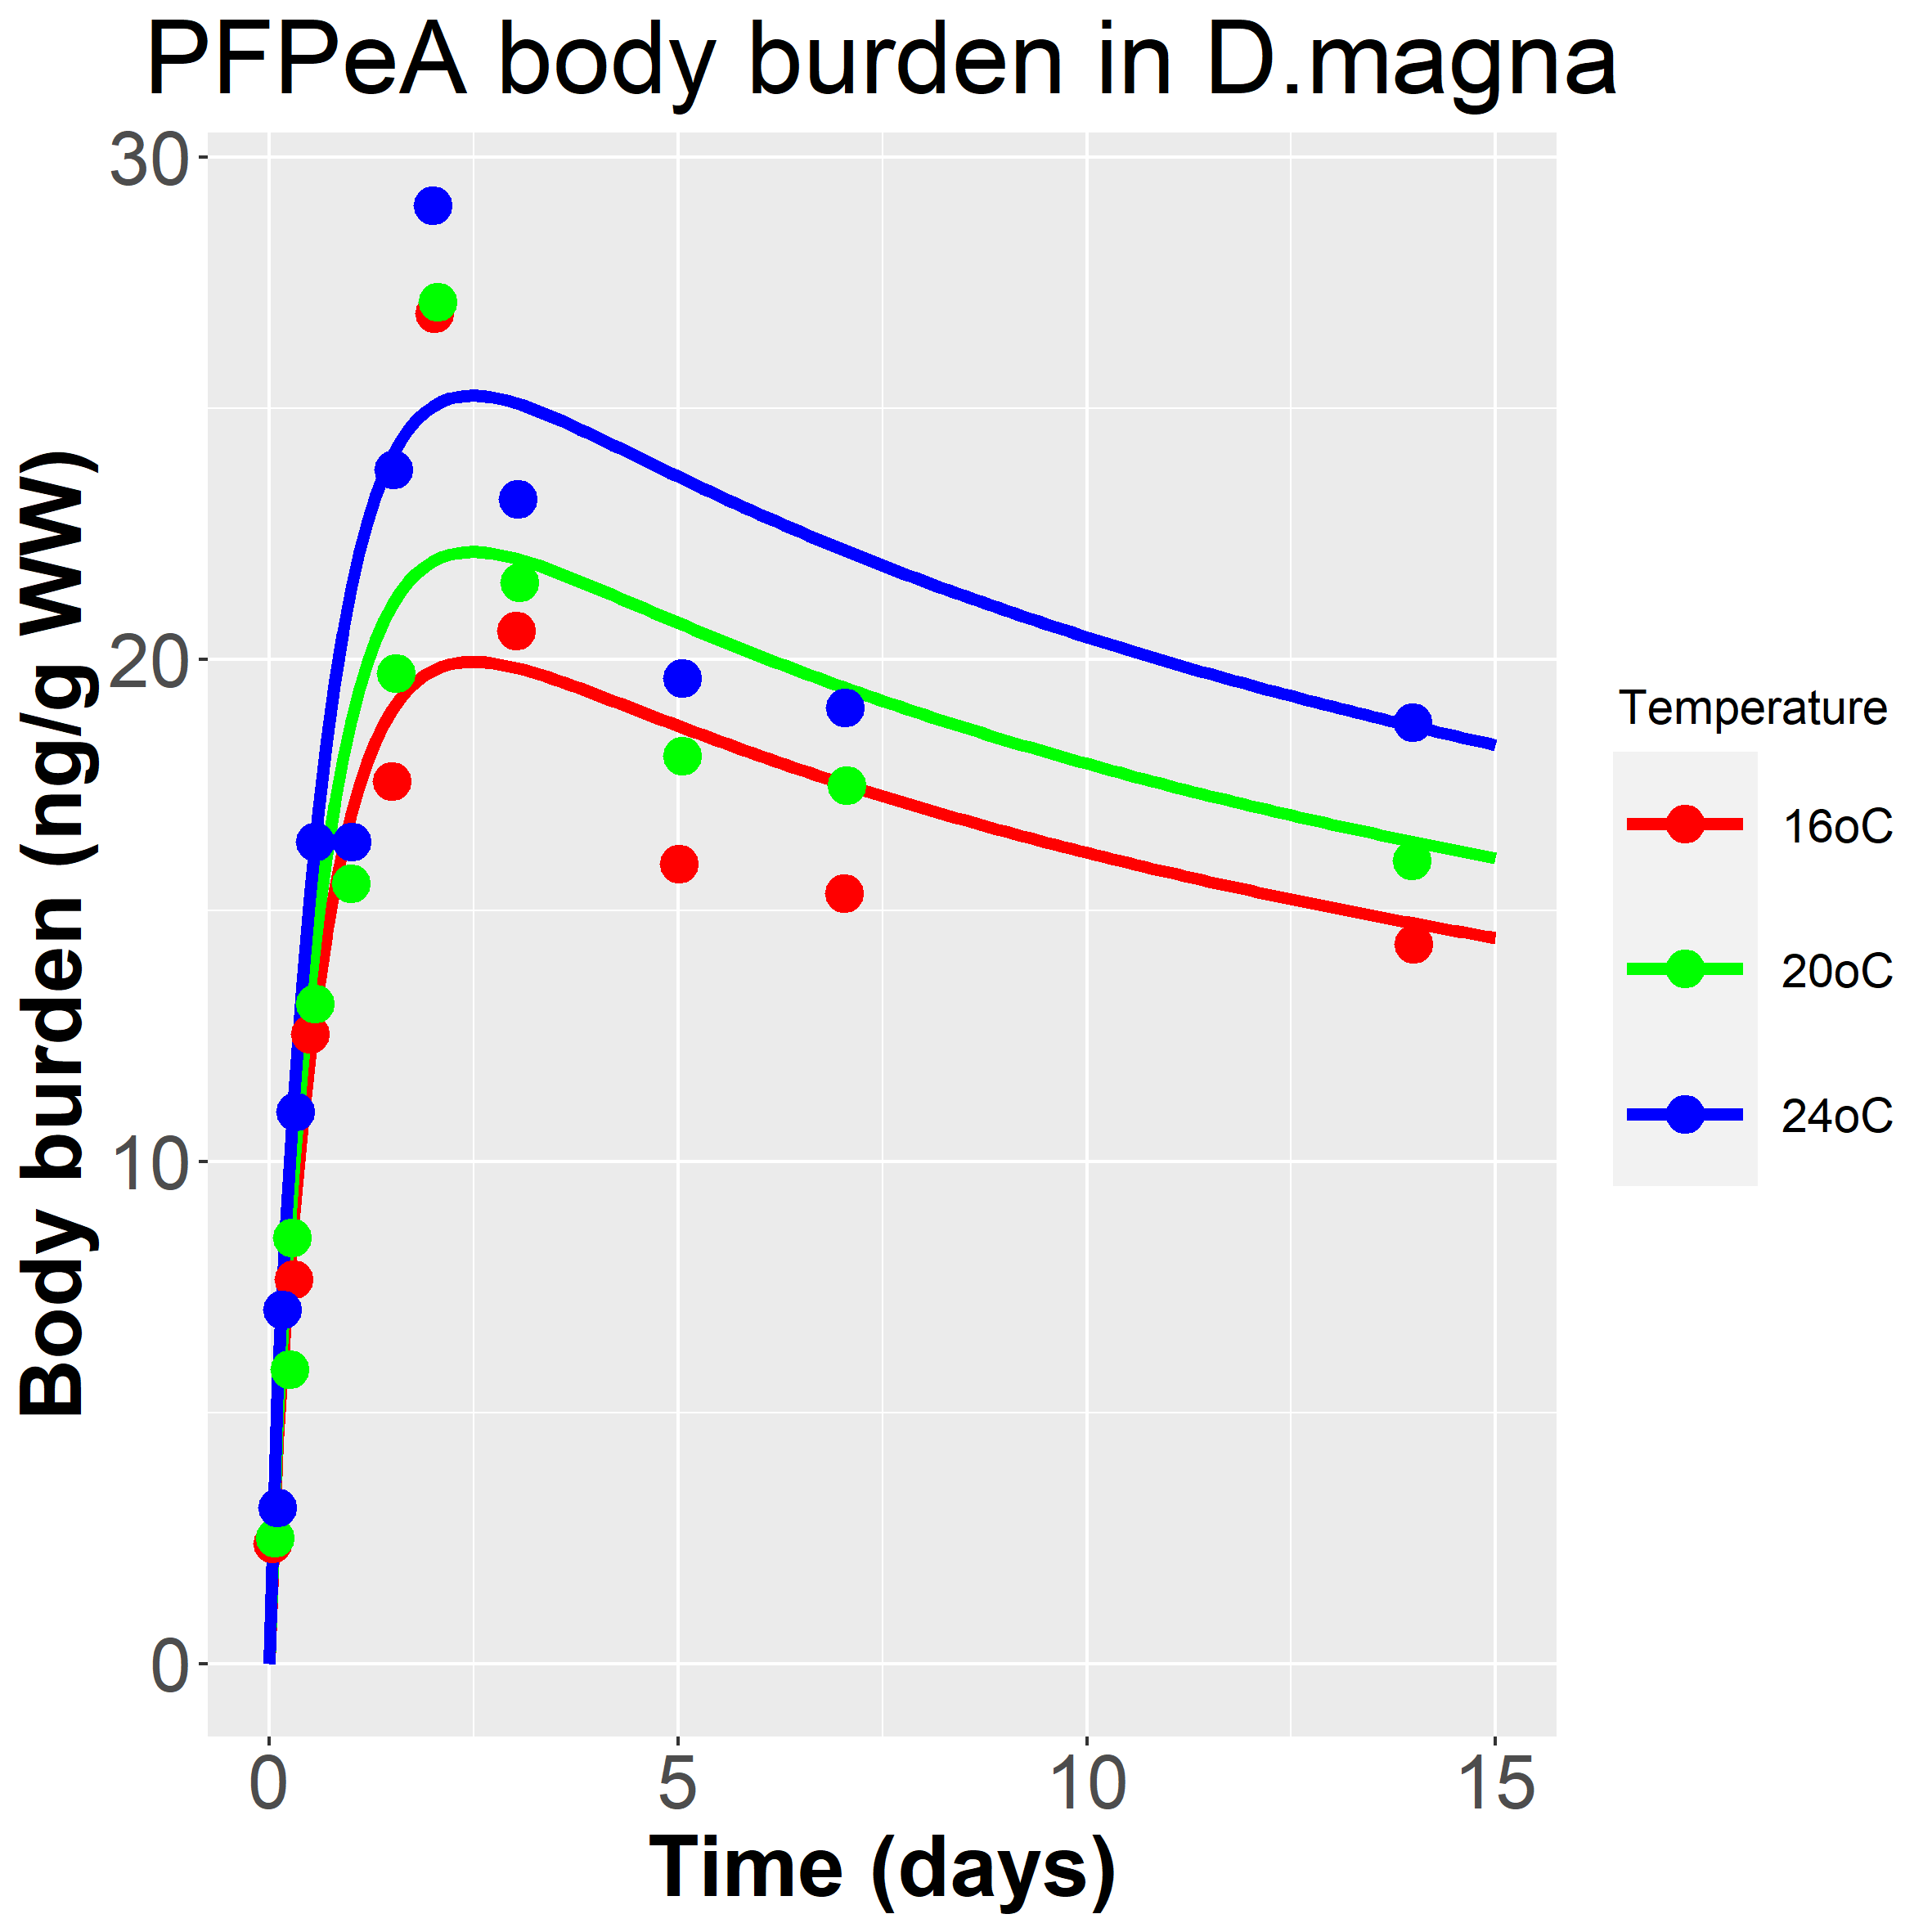 PFPeA body burden in D.magna
Body burden (ng/g WW)
30
20
10
0
0
5
10
15
Time (days)
Temperature
16oC
20oC
24oC